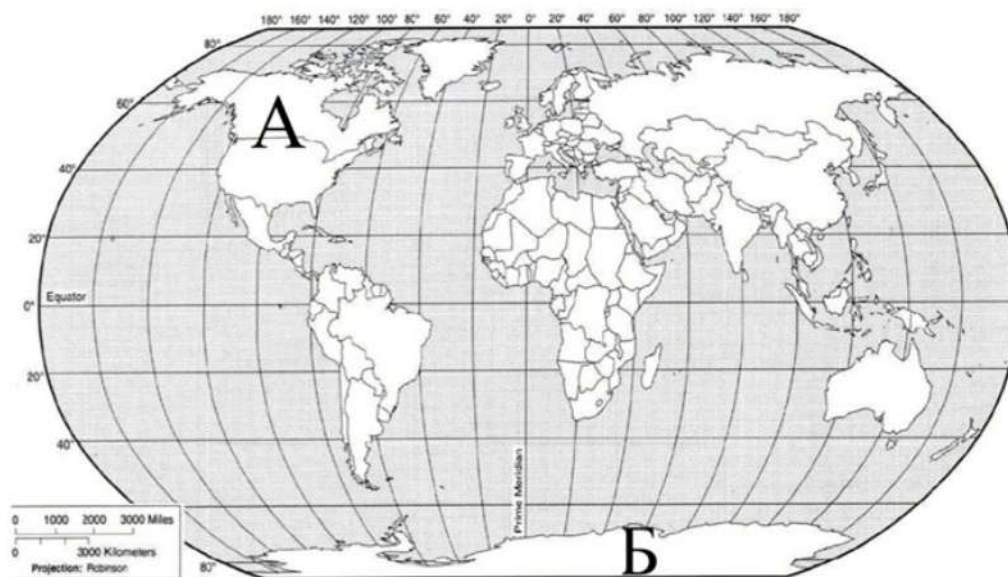 180° 160° 140° 120° 100° 80° 60° 40° 20° 0° 20° 40° 60° 80° 100° 120° 140° 160° 180°
80°
60°
А
40°
20°
Equator
0°
20°
40°
Prime Meridian
0 1000 2000 3000 Miles
0 3000 Kilometers
Projection: Robinson
80°
Б